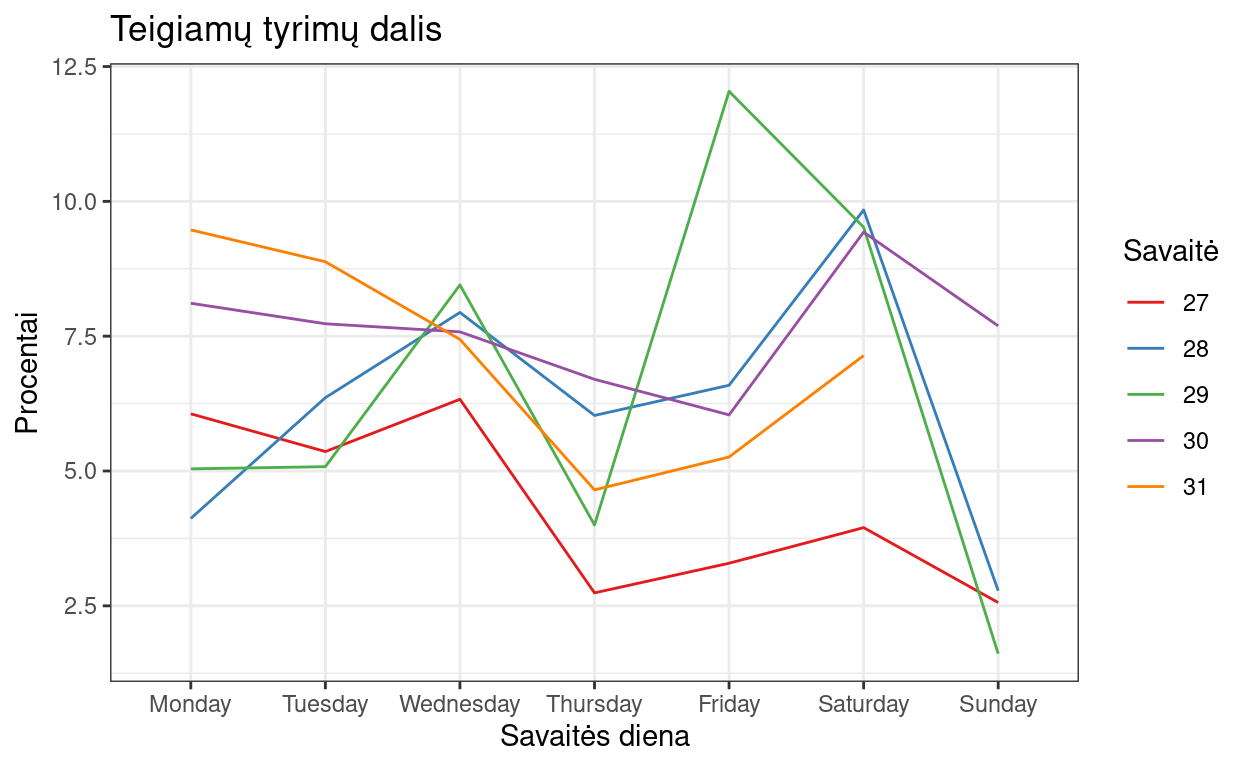 Teigiamų tyrimų dalis
Procentai
12.5
10.0
7.5
5.0
2.5
Monday Tuesday Wednesday Thursday Friday Saturday Sunday
Savaitės diena
Savaitė
27
28
29
30
31